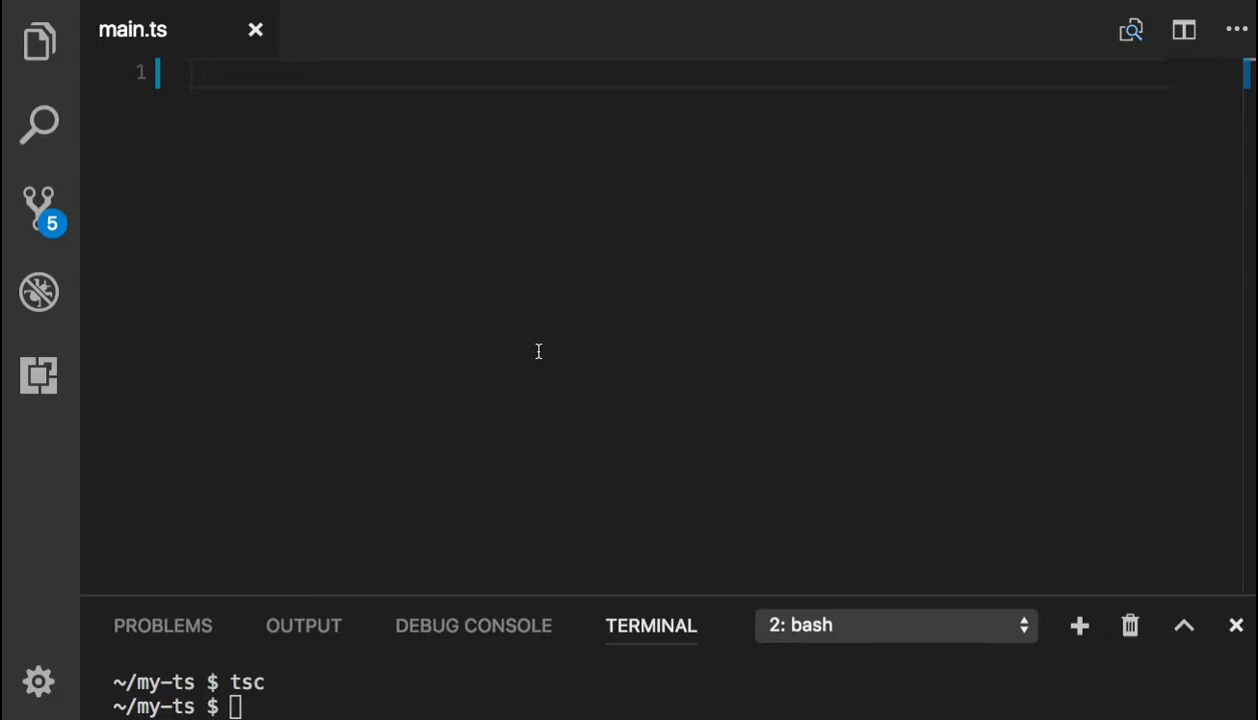 main.ts
1
5
PROBLEMS OUTPUT DEBUG CONSOLE TERMINAL 2: bash
~/my-ts $ tsc
~/my-ts $